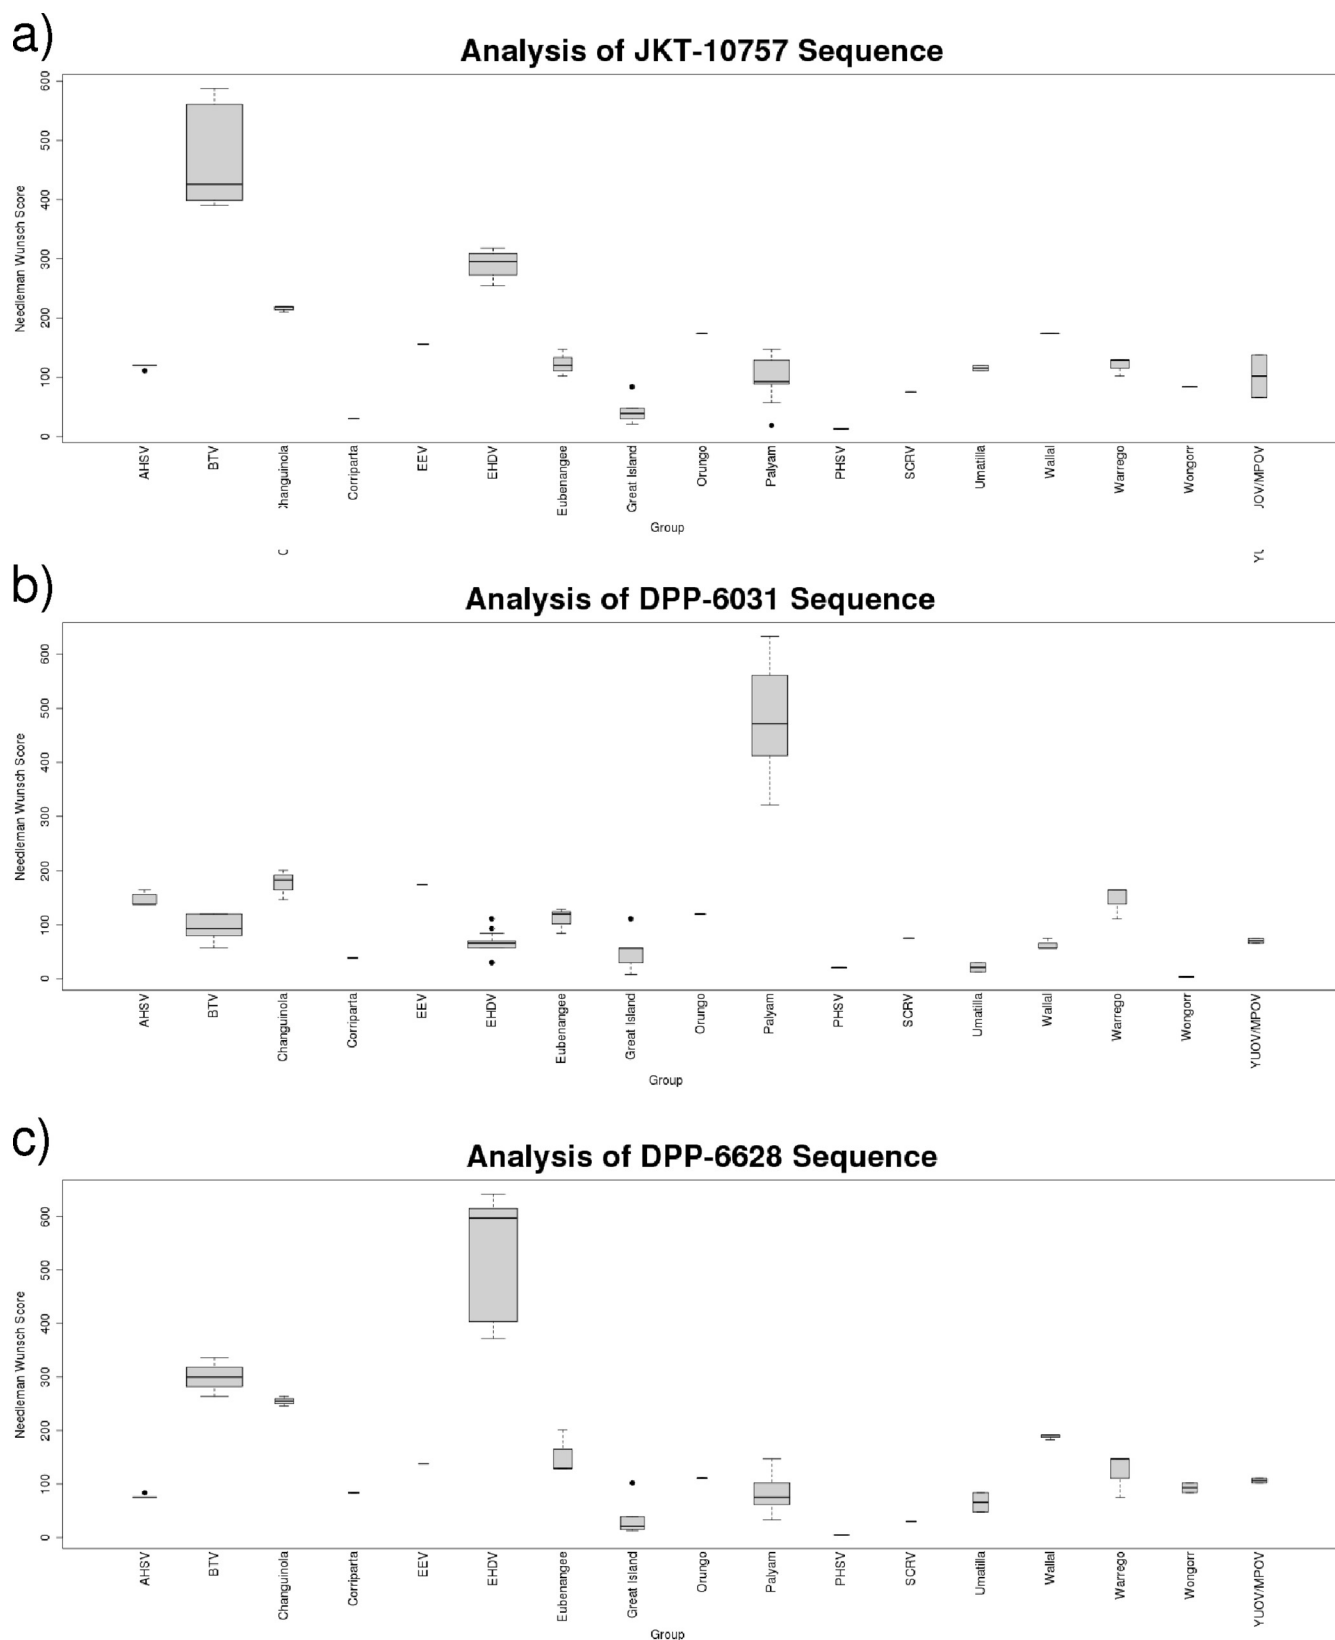 a)
Analysis of JKT-10757 Sequence
Needleman Wunsch Score
600
500
400
300
200
100
0
AHSV
BTV
Changuinola
Corriparta
EEV
EHDV
Eubenangee
Great Island
Orungo
Palyam
PHSV
SCRV
Umatilla
Wallal
Warrego
Wongorr
YUOV/MPOV
Group
b)
Analysis of DPP-6031 Sequence
Needleman Wunsch Score
600
500
400
300
200
100
0
AHSV
BTV
Changuinola
Corriparta
EEV
EHDV
Eubenangee
Great Island
Orungo
Palyam
PHSV
SCRV
Umatilla
Wallal
Warrego
Wongorr
YUOV/MPOV
Group
c)
Analysis of DPP-6628 Sequence
Needleman Wunsch Score
600
500
400
300
200
100
0
AHSV
BTV
Changuinola
Corriparta
EEV
EHDV
Eubenangee
Great Island
Orungo
Palyam
PHSV
SCRV
Umatilla
Wallal
Warrego
Wongorr
YUOV/MPOV
Group